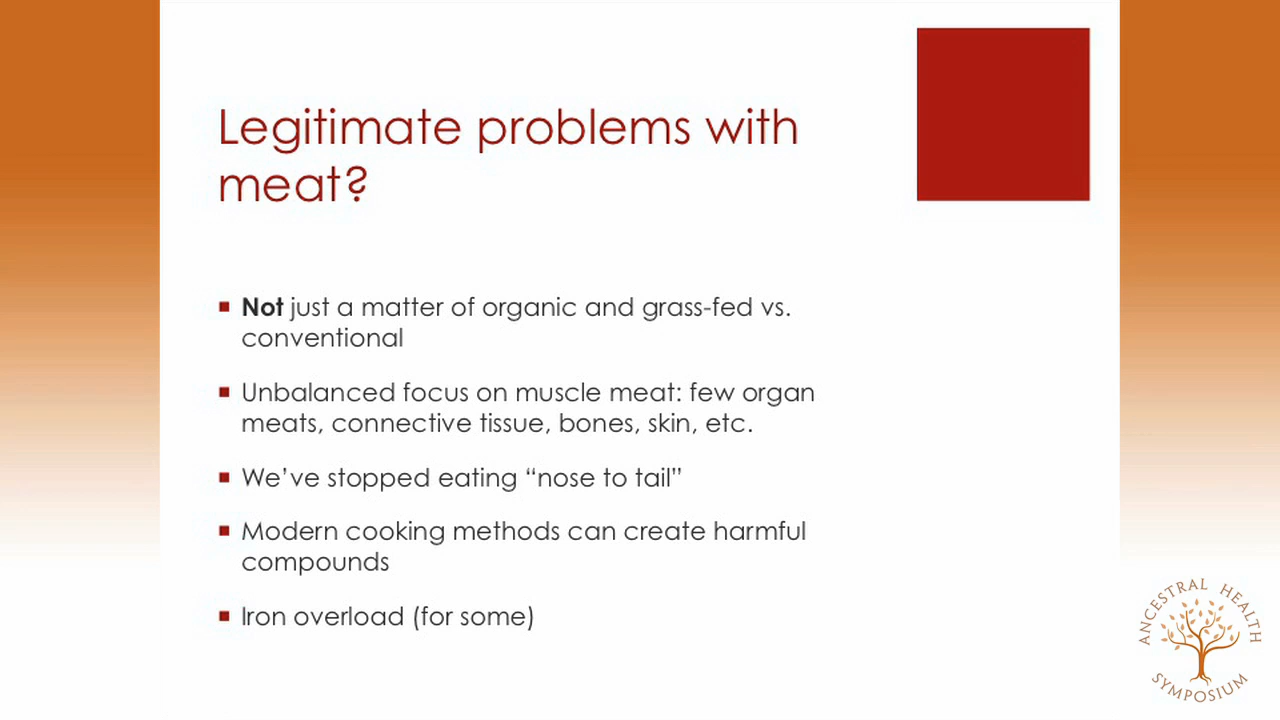 Legitimate problems with
meat?
Not just a matter of organic and grass-fed vs.
conventional
Unbalanced focus on muscle meat: few organ
meats, connective tissue, bones, skin, etc.
We’ve stopped eating “nose to tail”
Modern cooking methods can create harmful
compounds
Iron overload (for some)
ANCESTRAL HEALTH
SYMPOSIUM